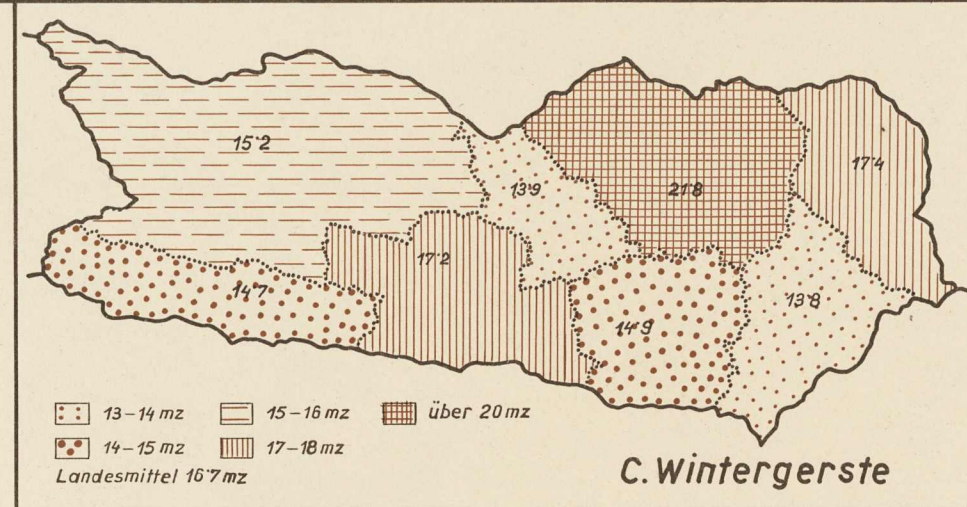 15·2
13·9
21·8
17·4
17·2
14·7
14·9
13·8
13–14 mz
15–16 mz
über 20 mz
14–15 mz
17–18 mz
Landesmittel 16·7 mz
C. Wintergerste